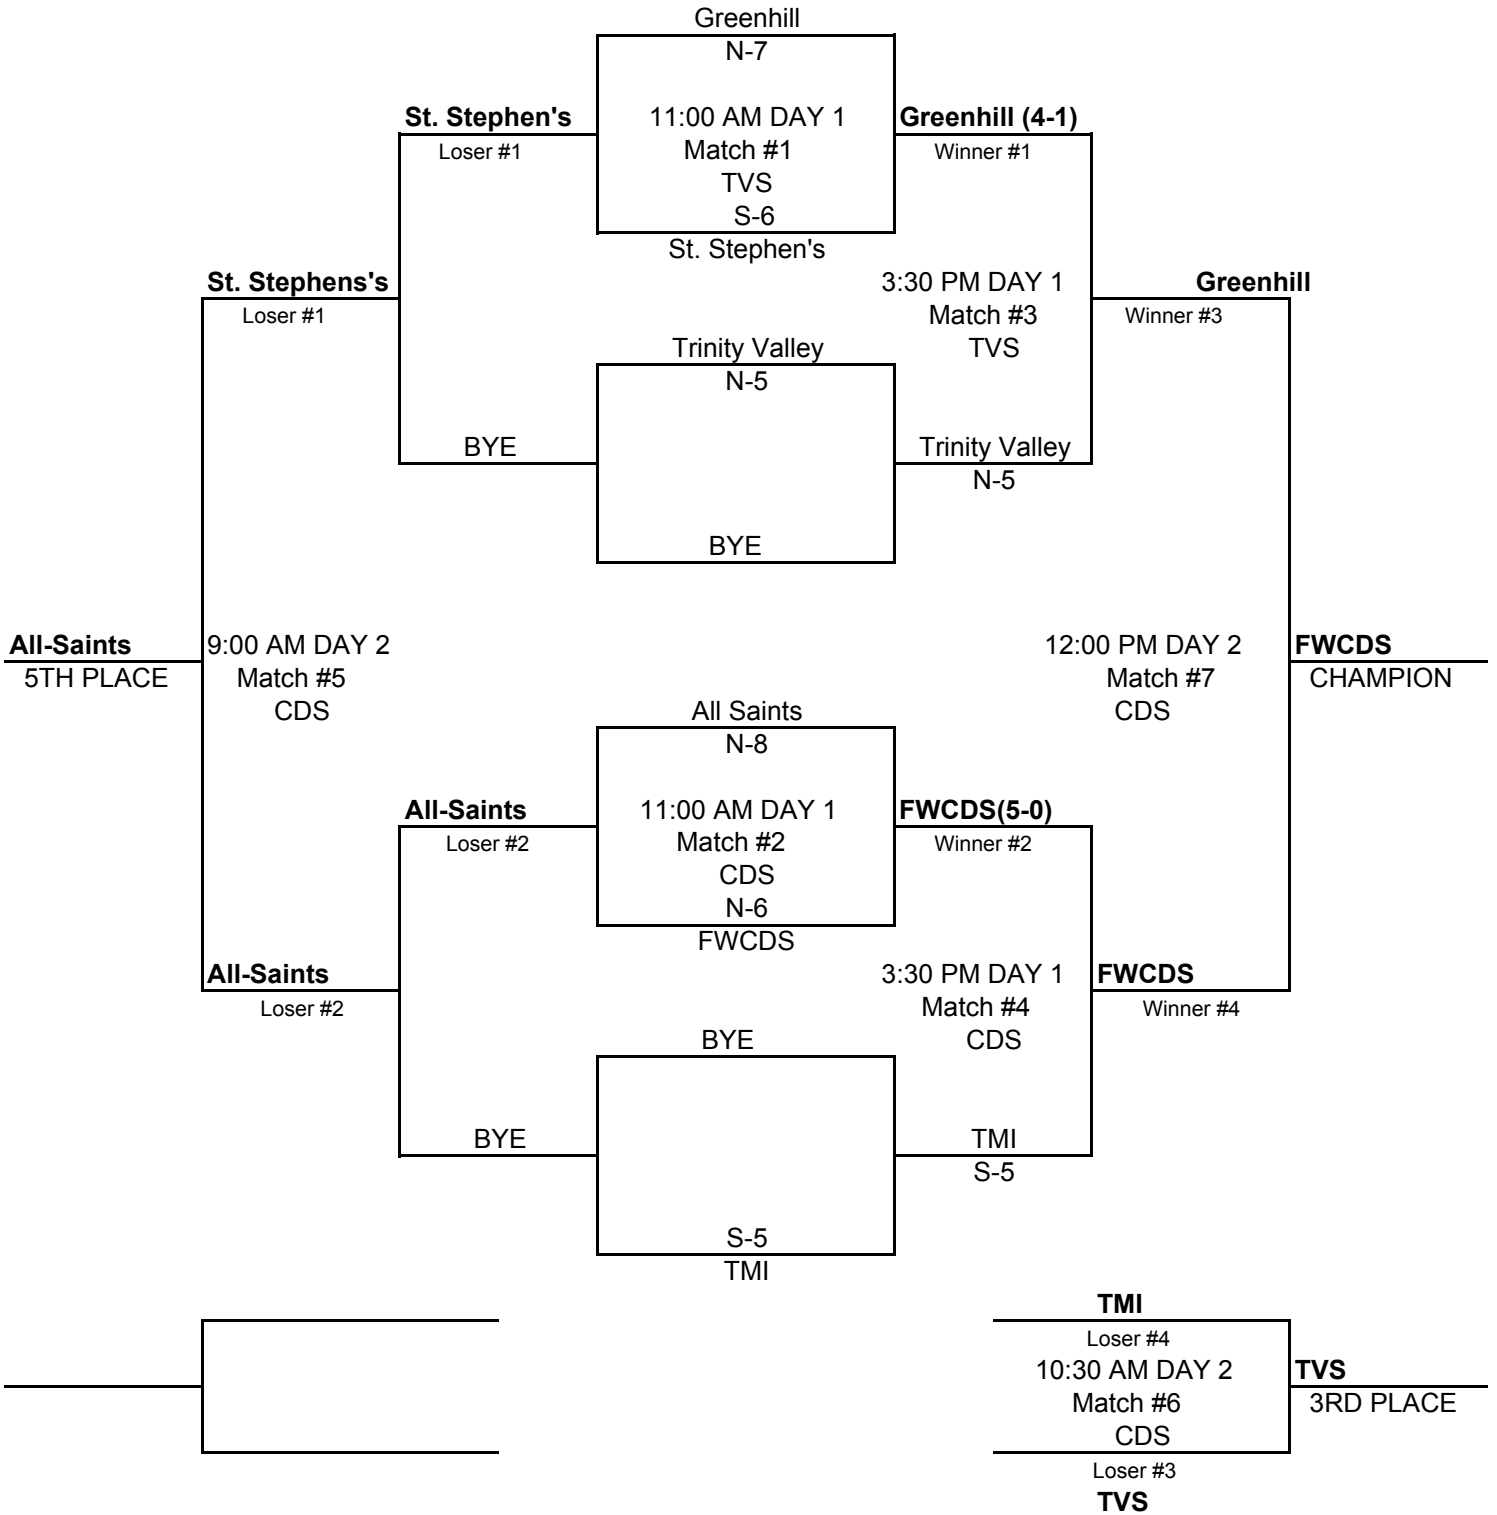 Greenhill
N-7
St. Stephen's
11:00 AM DAY 1
Greenhill (4-1)
Loser #1
Match #1
Winner #1
TVS
S-6
St. Stephen's
St. Stephens's
3:30 PM DAY 1
Greenhill
Loser #1
Match #3
Winner #3
Trinity Valley
TVS
N-5
BYE
Trinity Valley
N-5
BYE
All-Saints
9:00 AM DAY 2
12:00 PM DAY 2
FWCDS
5TH PLACE
Match #5
Match #7
CHAMPION
CDS
All Saints
CDS
N-8
All-Saints
11:00 AM DAY 1
FWCDS(5-0)
Loser #2
Match #2
Winner #2
CDS
N-6
FWCDS
All-Saints
3:30 PM DAY 1
FWCDS
Loser #2
Match #4
Winner #4
BYE
CDS
BYE
TMI
S-5
S-5
TMI
TMI
Loser #4
10:30 AM DAY 2
TVS
Match #6
3RD PLACE
CDS
Loser #3
TVS